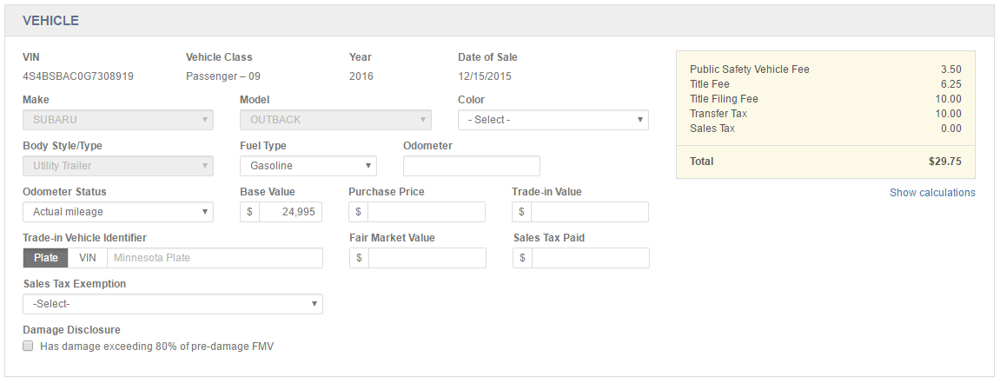 VEHICLE
VIN Vehicle Class Year Date of Sale
4S4BSBAC0G7308919 Passenger – 09 2016 12/15/2015
Make Model Color
SUBARU OUTBACK - Select -
Body Style/Type Fuel Type Odometer
Utility Trailer Gasoline
Odometer Status Base Value Purchase Price Trade-in Value
Actual mileage $ 24,995 $ $
Trade-in Vehicle Identifier Fair Market Value Sales Tax Paid
Plate VIN Minnesota Plate $ $
Sales Tax Exemption
-Select-
Damage Disclosure
Has damage exceeding 80% of pre-damage FMV
Public Safety Vehicle Fee 3.50
Title Fee 6.25
Title Filing Fee 10.00
Transfer Tax 10.00
Sales Tax 0.00
Total $29.75
Show calculations